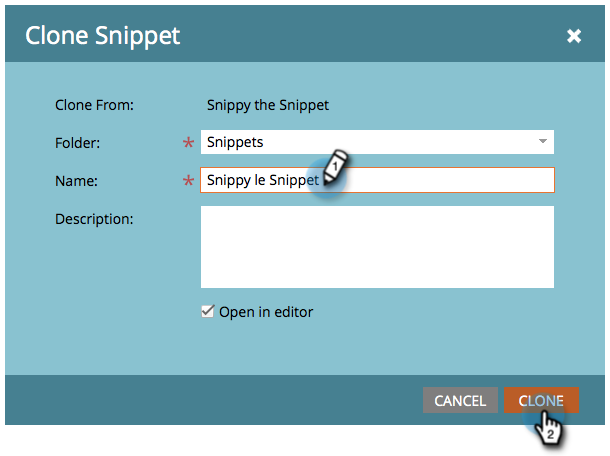 Clone Snippet
Clone From: Snippy the Snippet
Folder: * Snippets
Name: * Snippy le Snippet
1
Description:
Open in editor
CANCEL CLONE
2